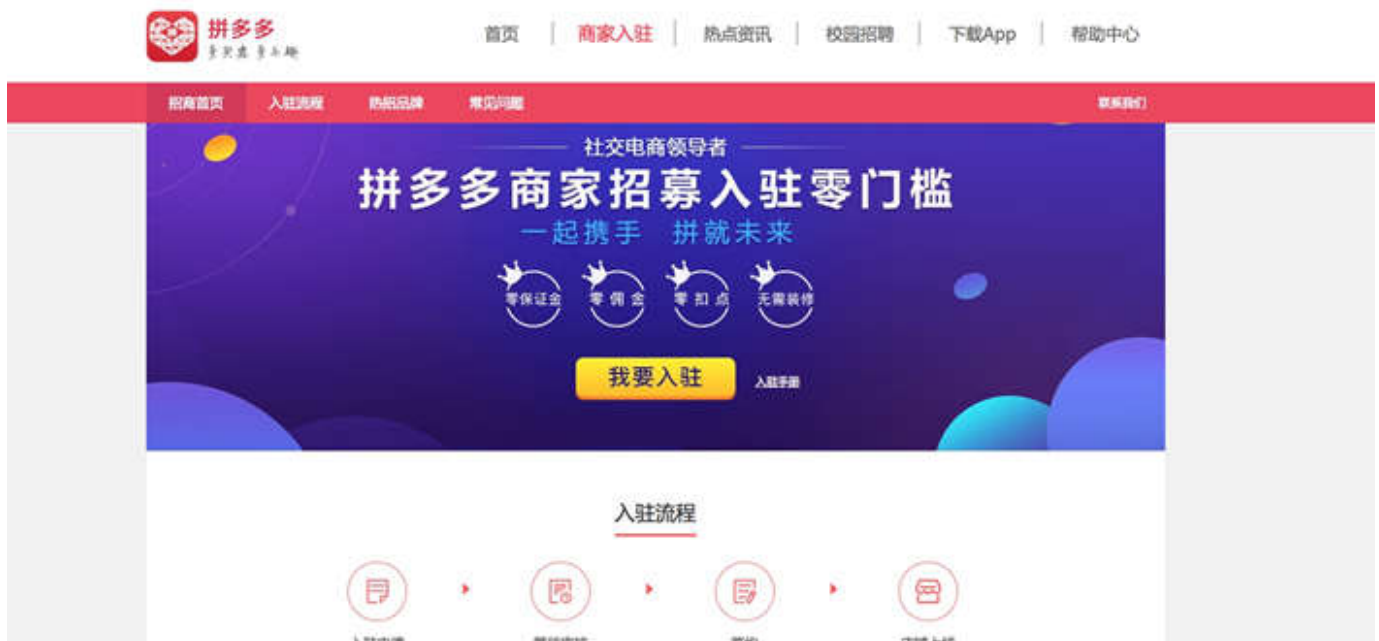 拼多多
首页 | 商家入驻 | 热点资讯 | 校园招聘 | 下载App | 帮助中心
招商首页 入驻流程 热招品牌 常见问题 联系我们
社交电商领导者
拼多多商家招募入驻零门槛
一起携手 拼就未来
零保证金 零佣金 零扣点 无需装修
我要入驻 入驻手册
入驻流程